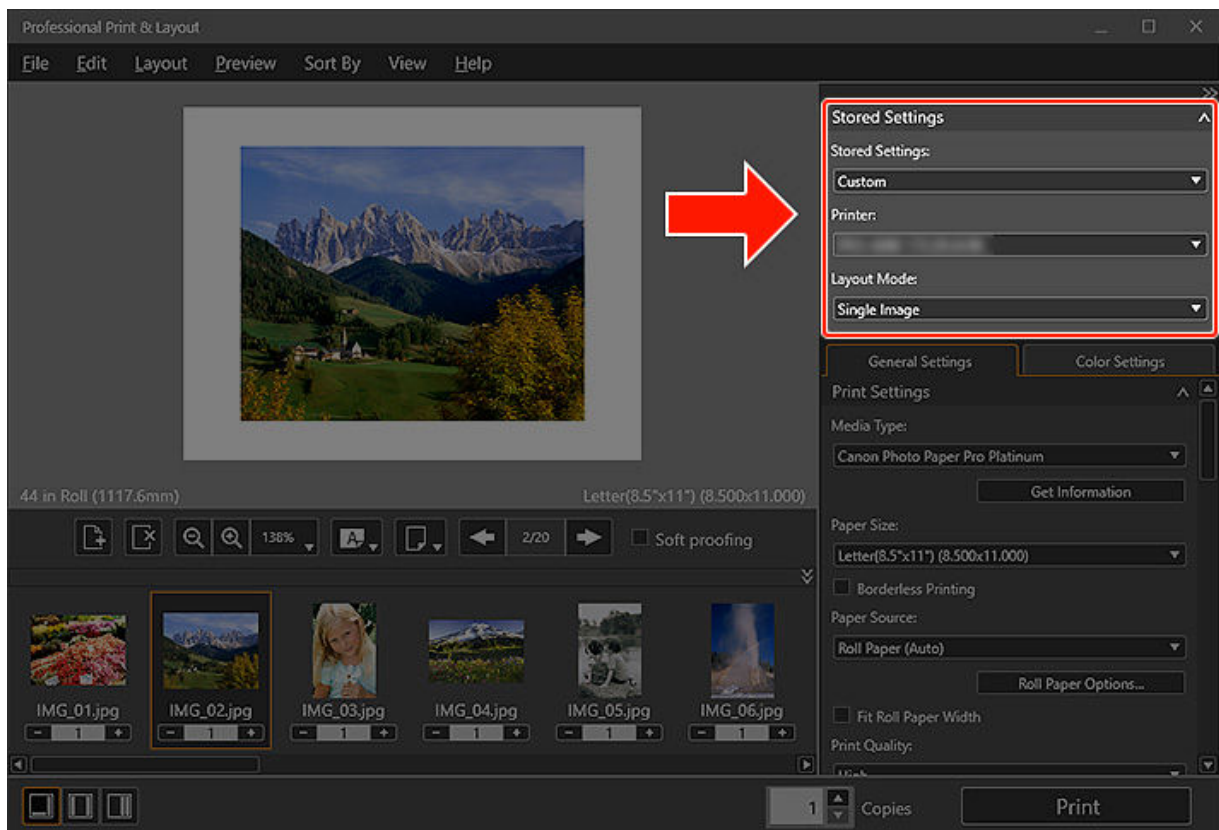 Professional Print & Layout
File Edit Layout Preview Sort By View Help
Stored Settings
Stored Settings:
Custom
Printer:
Layout Mode:
Single Image
General Settings Color Settings
Print Settings
Media Type:
Canon Photo Paper Pro Platinum
Get Information
Paper Size:
Letter(8.5"x11") (8.500x11.000)
Borderless Printing
Paper Source:
Roll Paper (Auto)
Roll Paper Options...
Fit Roll Paper Width
Print Quality:
High
44 in Roll (1117.6mm) Letter(8.5"x11") (8.500x11.000)
138% A 2/20 Soft proofing
IMG_01.jpg IMG_02.jpg IMG_03.jpg IMG_04.jpg IMG_05.jpg IMG_06.jpg
- 1 + - 1 + - 1 + - 1 + - 1 + - 1 +
1 Copies Print